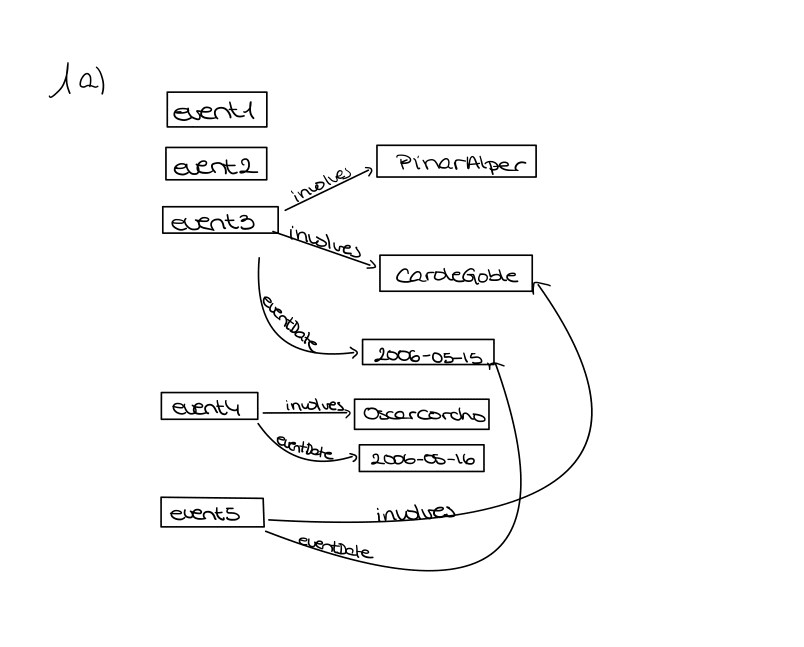 1a)
event1
event2
involves
PinarAlper
event3
involves
CaroleGoble
eventDate
2006-05-15
event4
involves
Oscarcorcho
eventDate
2006-05-16
event5
involves
eventDate